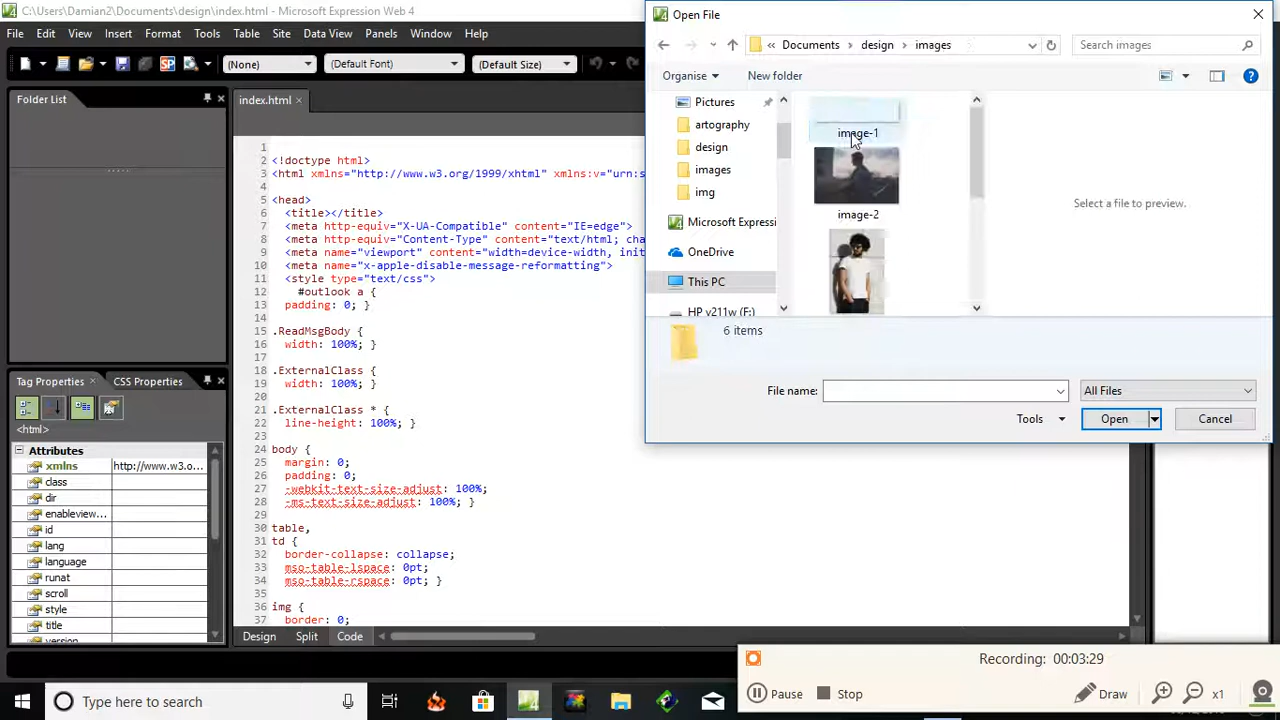 C:\Users\Damian2\Documents\design\index.html - Microsoft Expression Web 4
File Edit View Insert Format Tools Table Site Data View Panels Window Help
(None) (Default Font) (Default Size)
Folder List
index.html
1
2 <!doctype html>
3 <html xmlns="http://www.w3.org/1999/xhtml" xmlns:v="urn:s
4
5 <head>
6 <title></title>
7 <meta http-equiv="X-UA-Compatible" content="IE=edge">
8 <meta http-equiv="Content-Type" content="text/html; cha
9 <meta name="viewport" content="width=device-width, init
10 <meta name="x-apple-disable-message-reformatting">
11 <style type="text/css">
12 #outlook a {
13 padding: 0; }
14
15 .ReadMsgBody {
16 width: 100%; }
17
18 .ExternalClass {
19 width: 100%; }
20
21 .ExternalClass * {
22 line-height: 100%; }
23
24 body {
25 margin: 0;
26 padding: 0;
27 -webkit-text-size-adjust: 100%;
28 -ms-text-size-adjust: 100%; }
29
30 table,
31 td {
32 border-collapse: collapse;
33 mso-table-lspace: 0pt;
34 mso-table-rspace: 0pt; }
35
36 img {
37 border: 0;
Design Split Code
Tag Properties CSS Properties
<html>
Attributes
xmlns http://www.w3.o...
class
dir
enableview...
id
lang
language
runat
scroll
style
title
version
Open File
« Documents design images
Search images
Organise New folder
Pictures
artography
design
images
img
Microsoft Expressi
OneDrive
This PC
HP v211w (F:)
image-1
image-2
Select a file to preview.
6 items
File name: All Files
Tools Open Cancel
Recording: 00:03:29
Pause Stop Draw x1
Type here to search